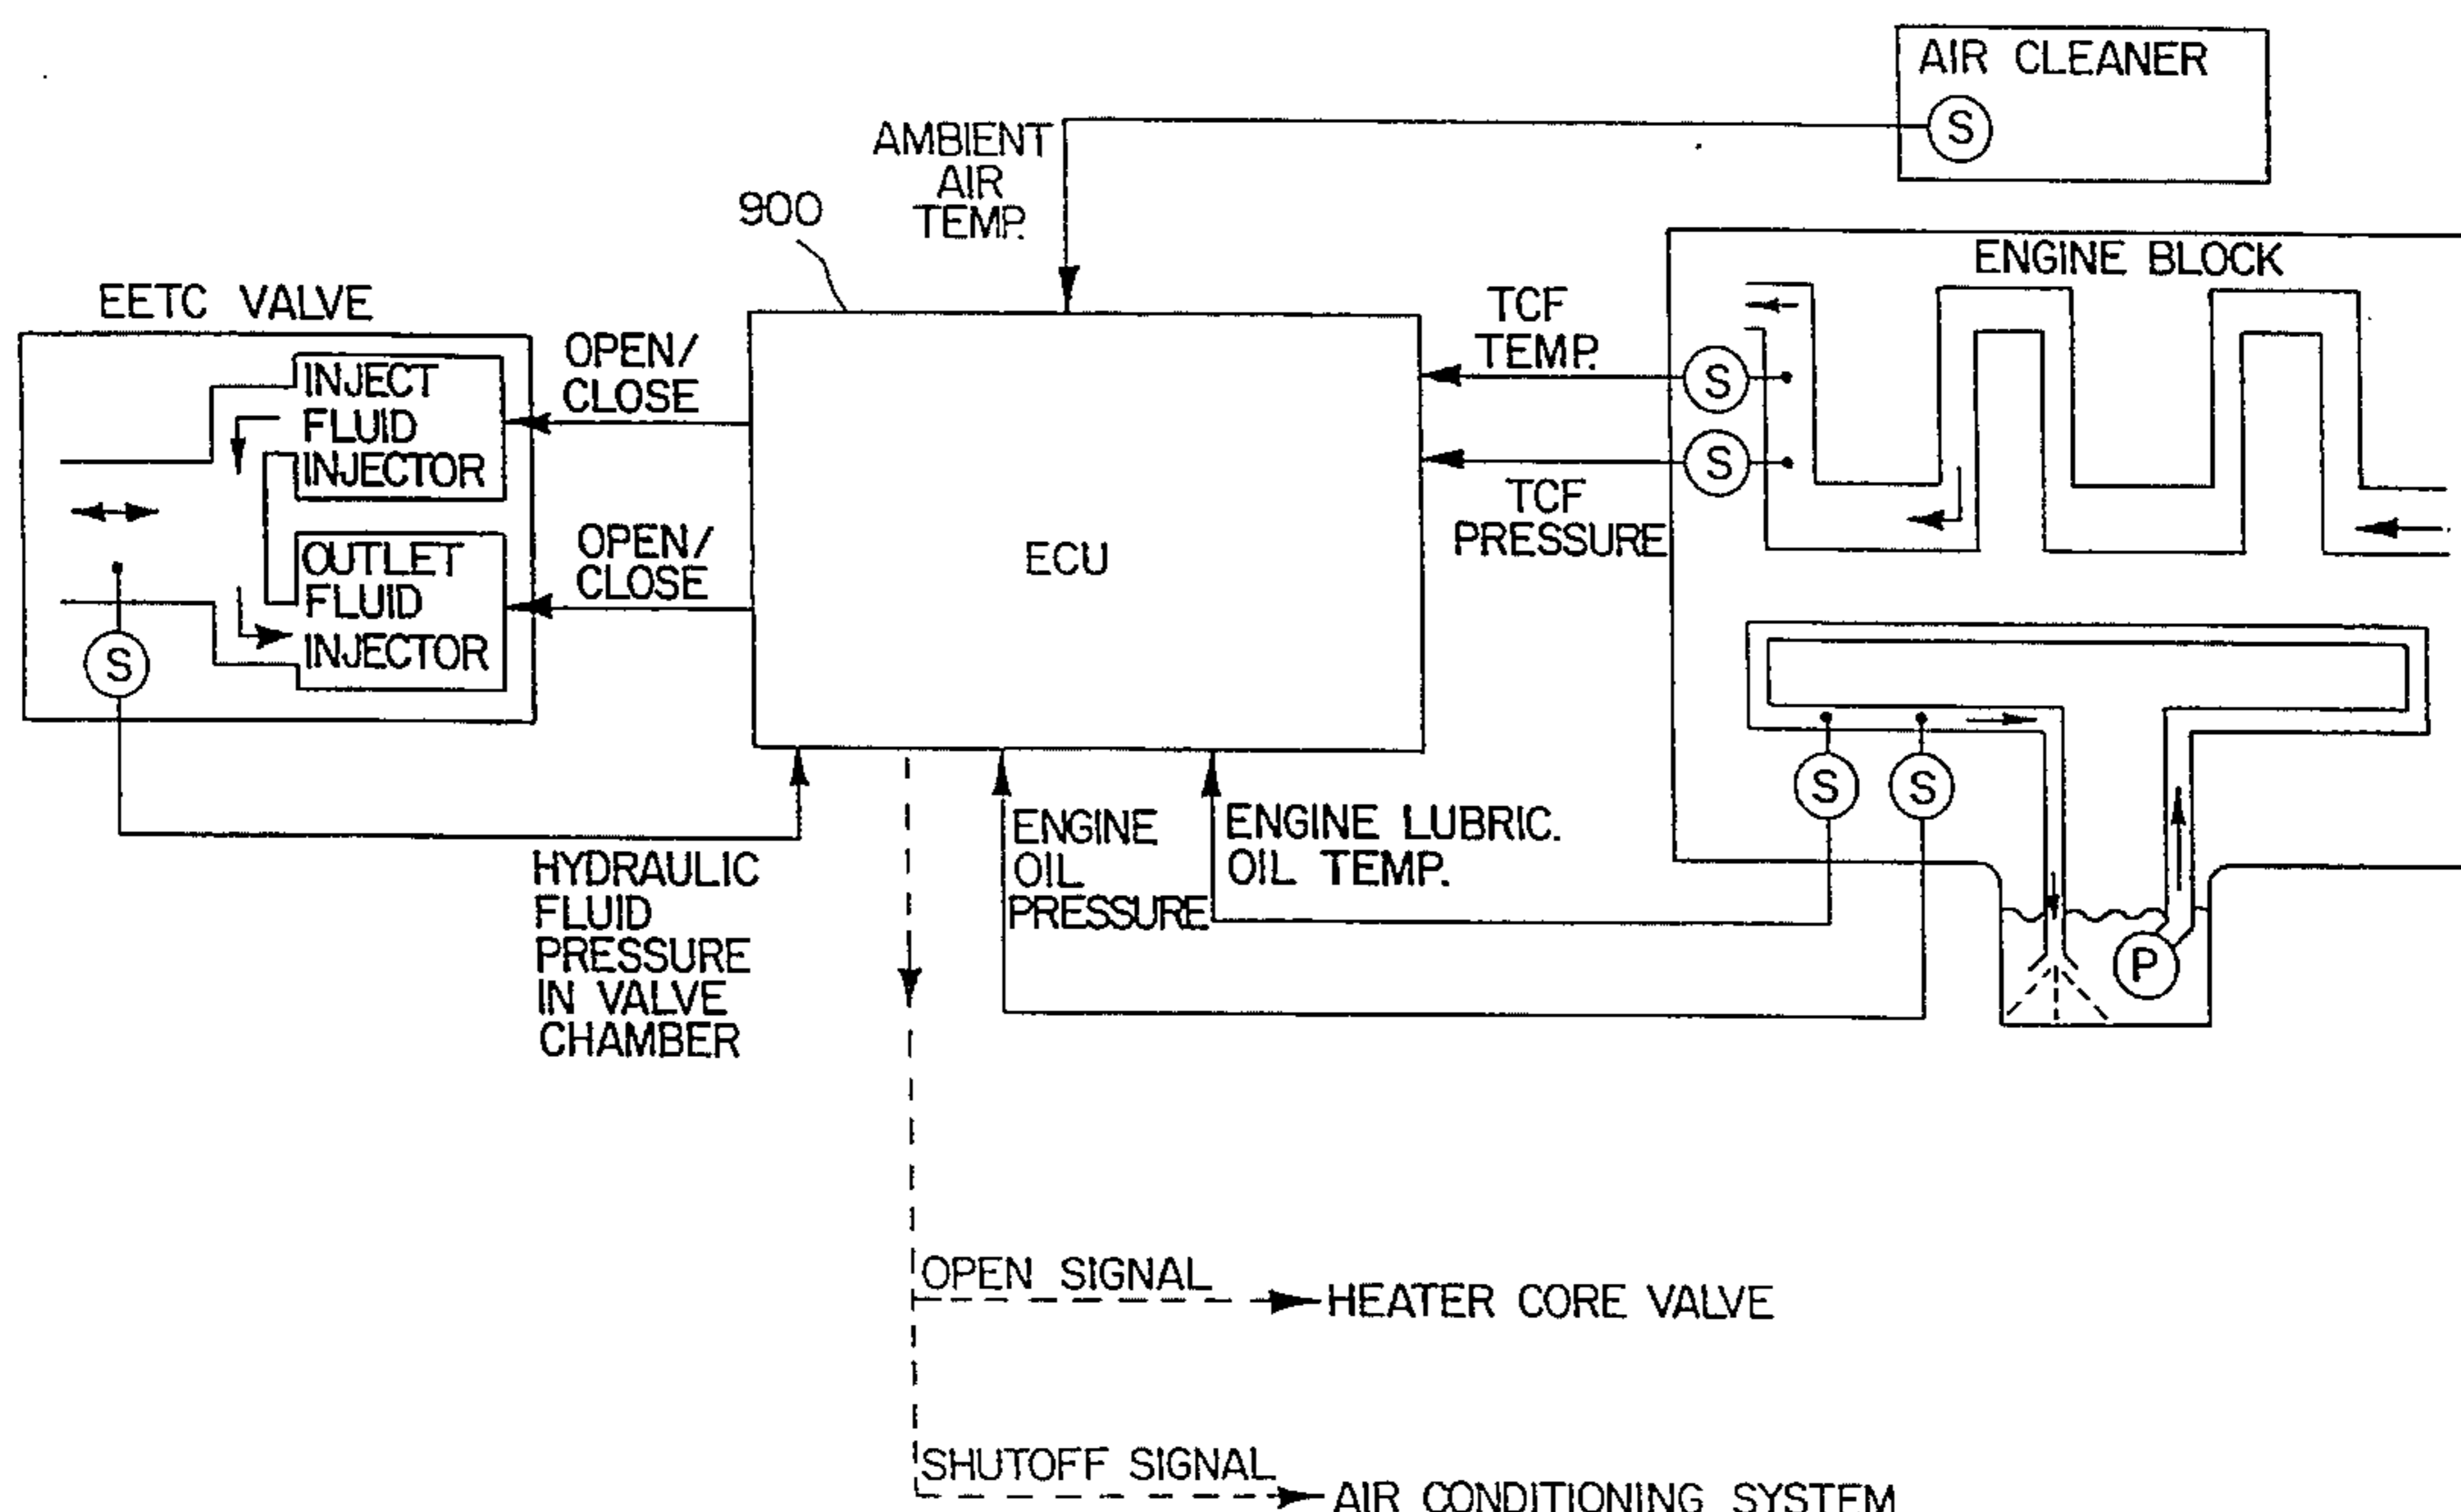 AIR CLEANER
S
AMBIENT
AIR
TEMP.
900
ENGINE BLOCK
EETC VALVE
TCF
TEMP.
S
OPEN/
CLOSE
INJECT
FLUID
INJECTOR
S
TCF
PRESSURE
OPEN/
CLOSE
ECU
OUTLET
FLUID
INJECTOR
S
S
S
ENGINE
OIL
PRESSURE
ENGINE LUBRIC.
OIL TEMP.
HYDRAULIC
FLUID
PRESSURE
IN VALVE
CHAMBER
P
OPEN SIGNAL
HEATER CORE VALVE
SHUTOFF SIGNAL
AIR CONDITIONING SYSTEM